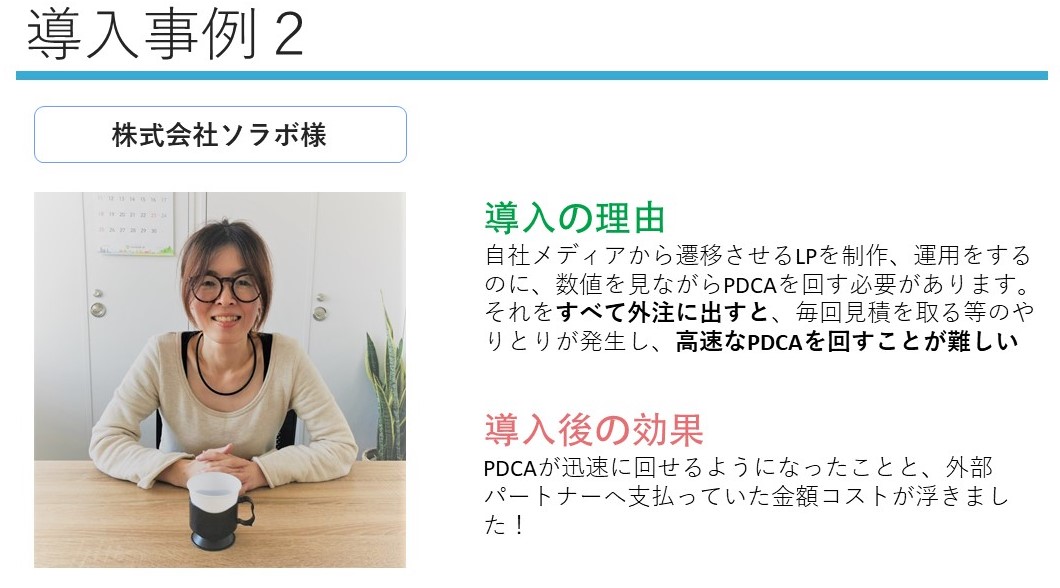 導入事例２
株式会社ソラボ様
導入の理由
自社メディアから遷移させるLPを制作、運用をする
のに、数値を見ながらPDCAを回す必要があります。
それをすべて外注に出すと、毎回見積を取る等のや
りとりが発生し、高速なPDCAを回すことが難しい
導入後の効果
PDCAが迅速に回せるようになったことと、外部
パートナーへ支払っていた金額コストが浮きまし
た！